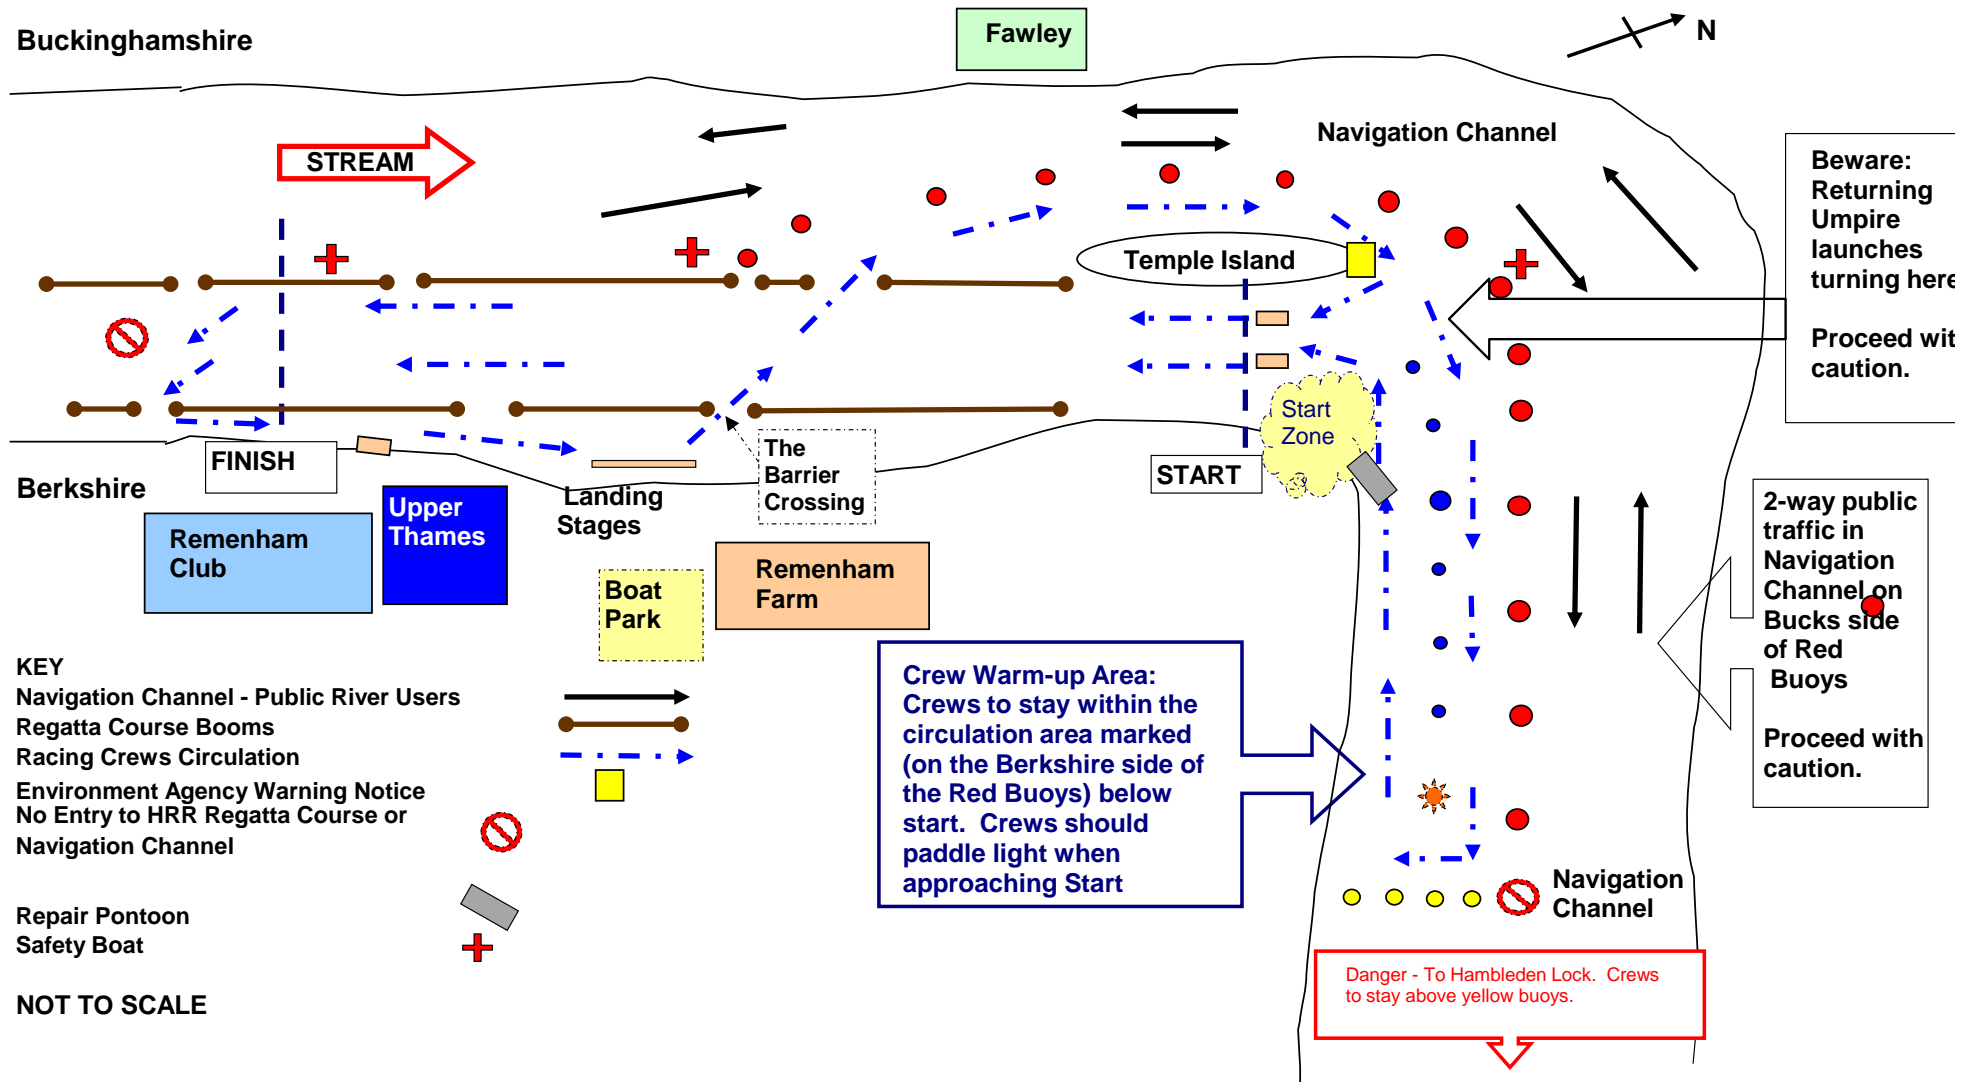 Buckinghamshire
Fawley
N
STREAM
Navigation Channel
Beware:
Returning
Umpire
launches
turning here
Proceed wit
caution.
Temple Island
Start
Zone
START
FINISH
The
Barrier
Crossing
Landing
Stages
Berkshire
Remenham
Club
Upper
Thames
Boat
Park
Remenham
Farm
2-way public
traffic in
Navigation
Channel on
Bucks side
of Red
Buoys
Proceed with
caution.
Crew Warm-up Area:
Crews to stay within the
circulation area marked
(on the Berkshire side of
the Red Buoys) below
start. Crews should
paddle light when
approaching Start
KEY
Navigation Channel - Public River Users
Regatta Course Booms
Racing Crews Circulation
Environment Agency Warning Notice
No Entry to HRR Regatta Course or
Navigation Channel
Repair Pontoon
Safety Boat
NOT TO SCALE
Navigation
Channel
Danger - To Hambleden Lock. Crews
to stay above yellow buoys.